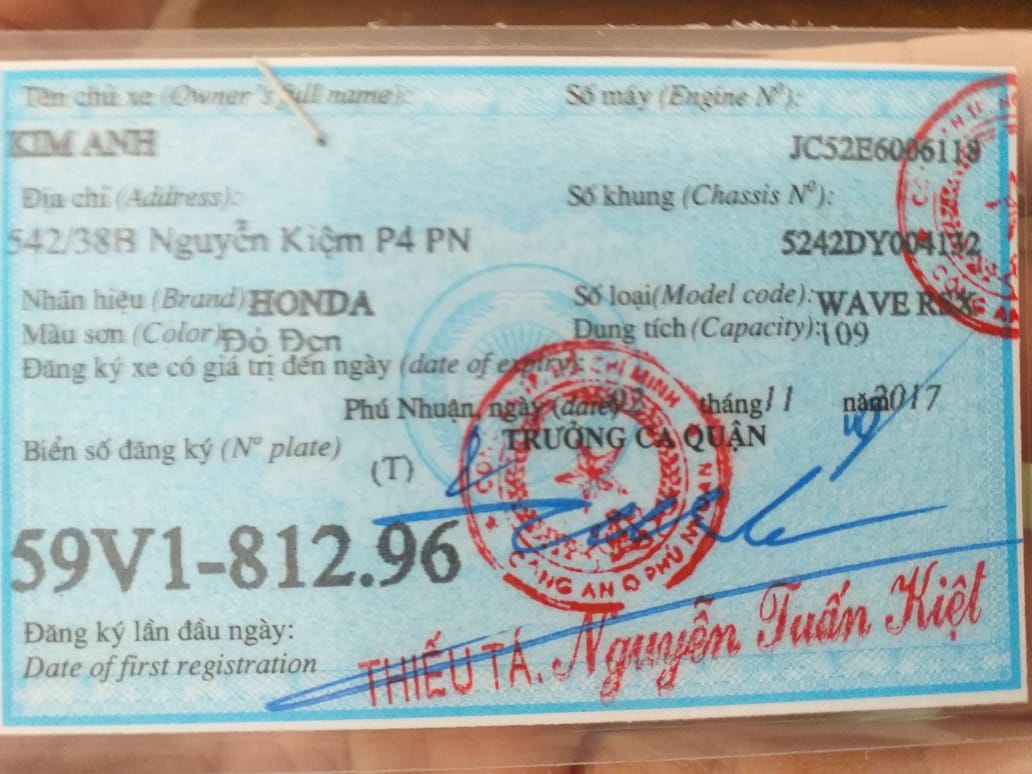 Tên chủ xe (Owner's full name):
Số máy (Engine Nº):
KIM ANH
JC52E6006118
Địa chỉ (Address):
Số khung (Chassis Nº):
542/38B Nguyễn Kiệm P4 PN
5242DY004132
Nhãn hiệu (Brand) HONDA
Số loại(Model code): WAVE RSX
Màu sơn (Color) Đỏ Đen
Dung tích (Capacity): 109
Đăng ký xe có giá trị đến ngày (date of expiry):
Phú Nhuận, ngày (date) 02 tháng 11 năm 2017
Biển số đăng ký (Nº plate)
TRƯỞNG CA QUẬN
(T)
59V1-812.96
CÔNG AN Q PHÚ NHUẬN
Đăng ký lần đầu ngày:
Date of first registration
THIẾU TÁ. Nguyễn Tuấn Kiệt